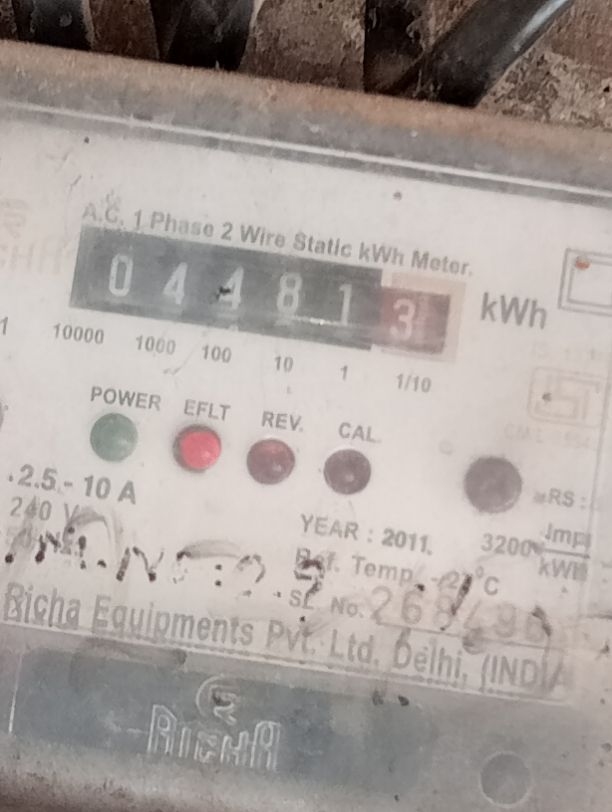 A.C. 1 Phase 2 Wire Static kWh Meter.
0 4 4 8 1 3 kWh
10000 1000 100 10 1 1/10
POWER EFLT REV. CAL.
.2.5.- 10 A
240 V
YEAR : 2011. 3200 Imp/kWh
Ref. Temp. 27°C
SL. No.
Richa Equipments Pvt. Ltd. Delhi, (INDIA
RICHA